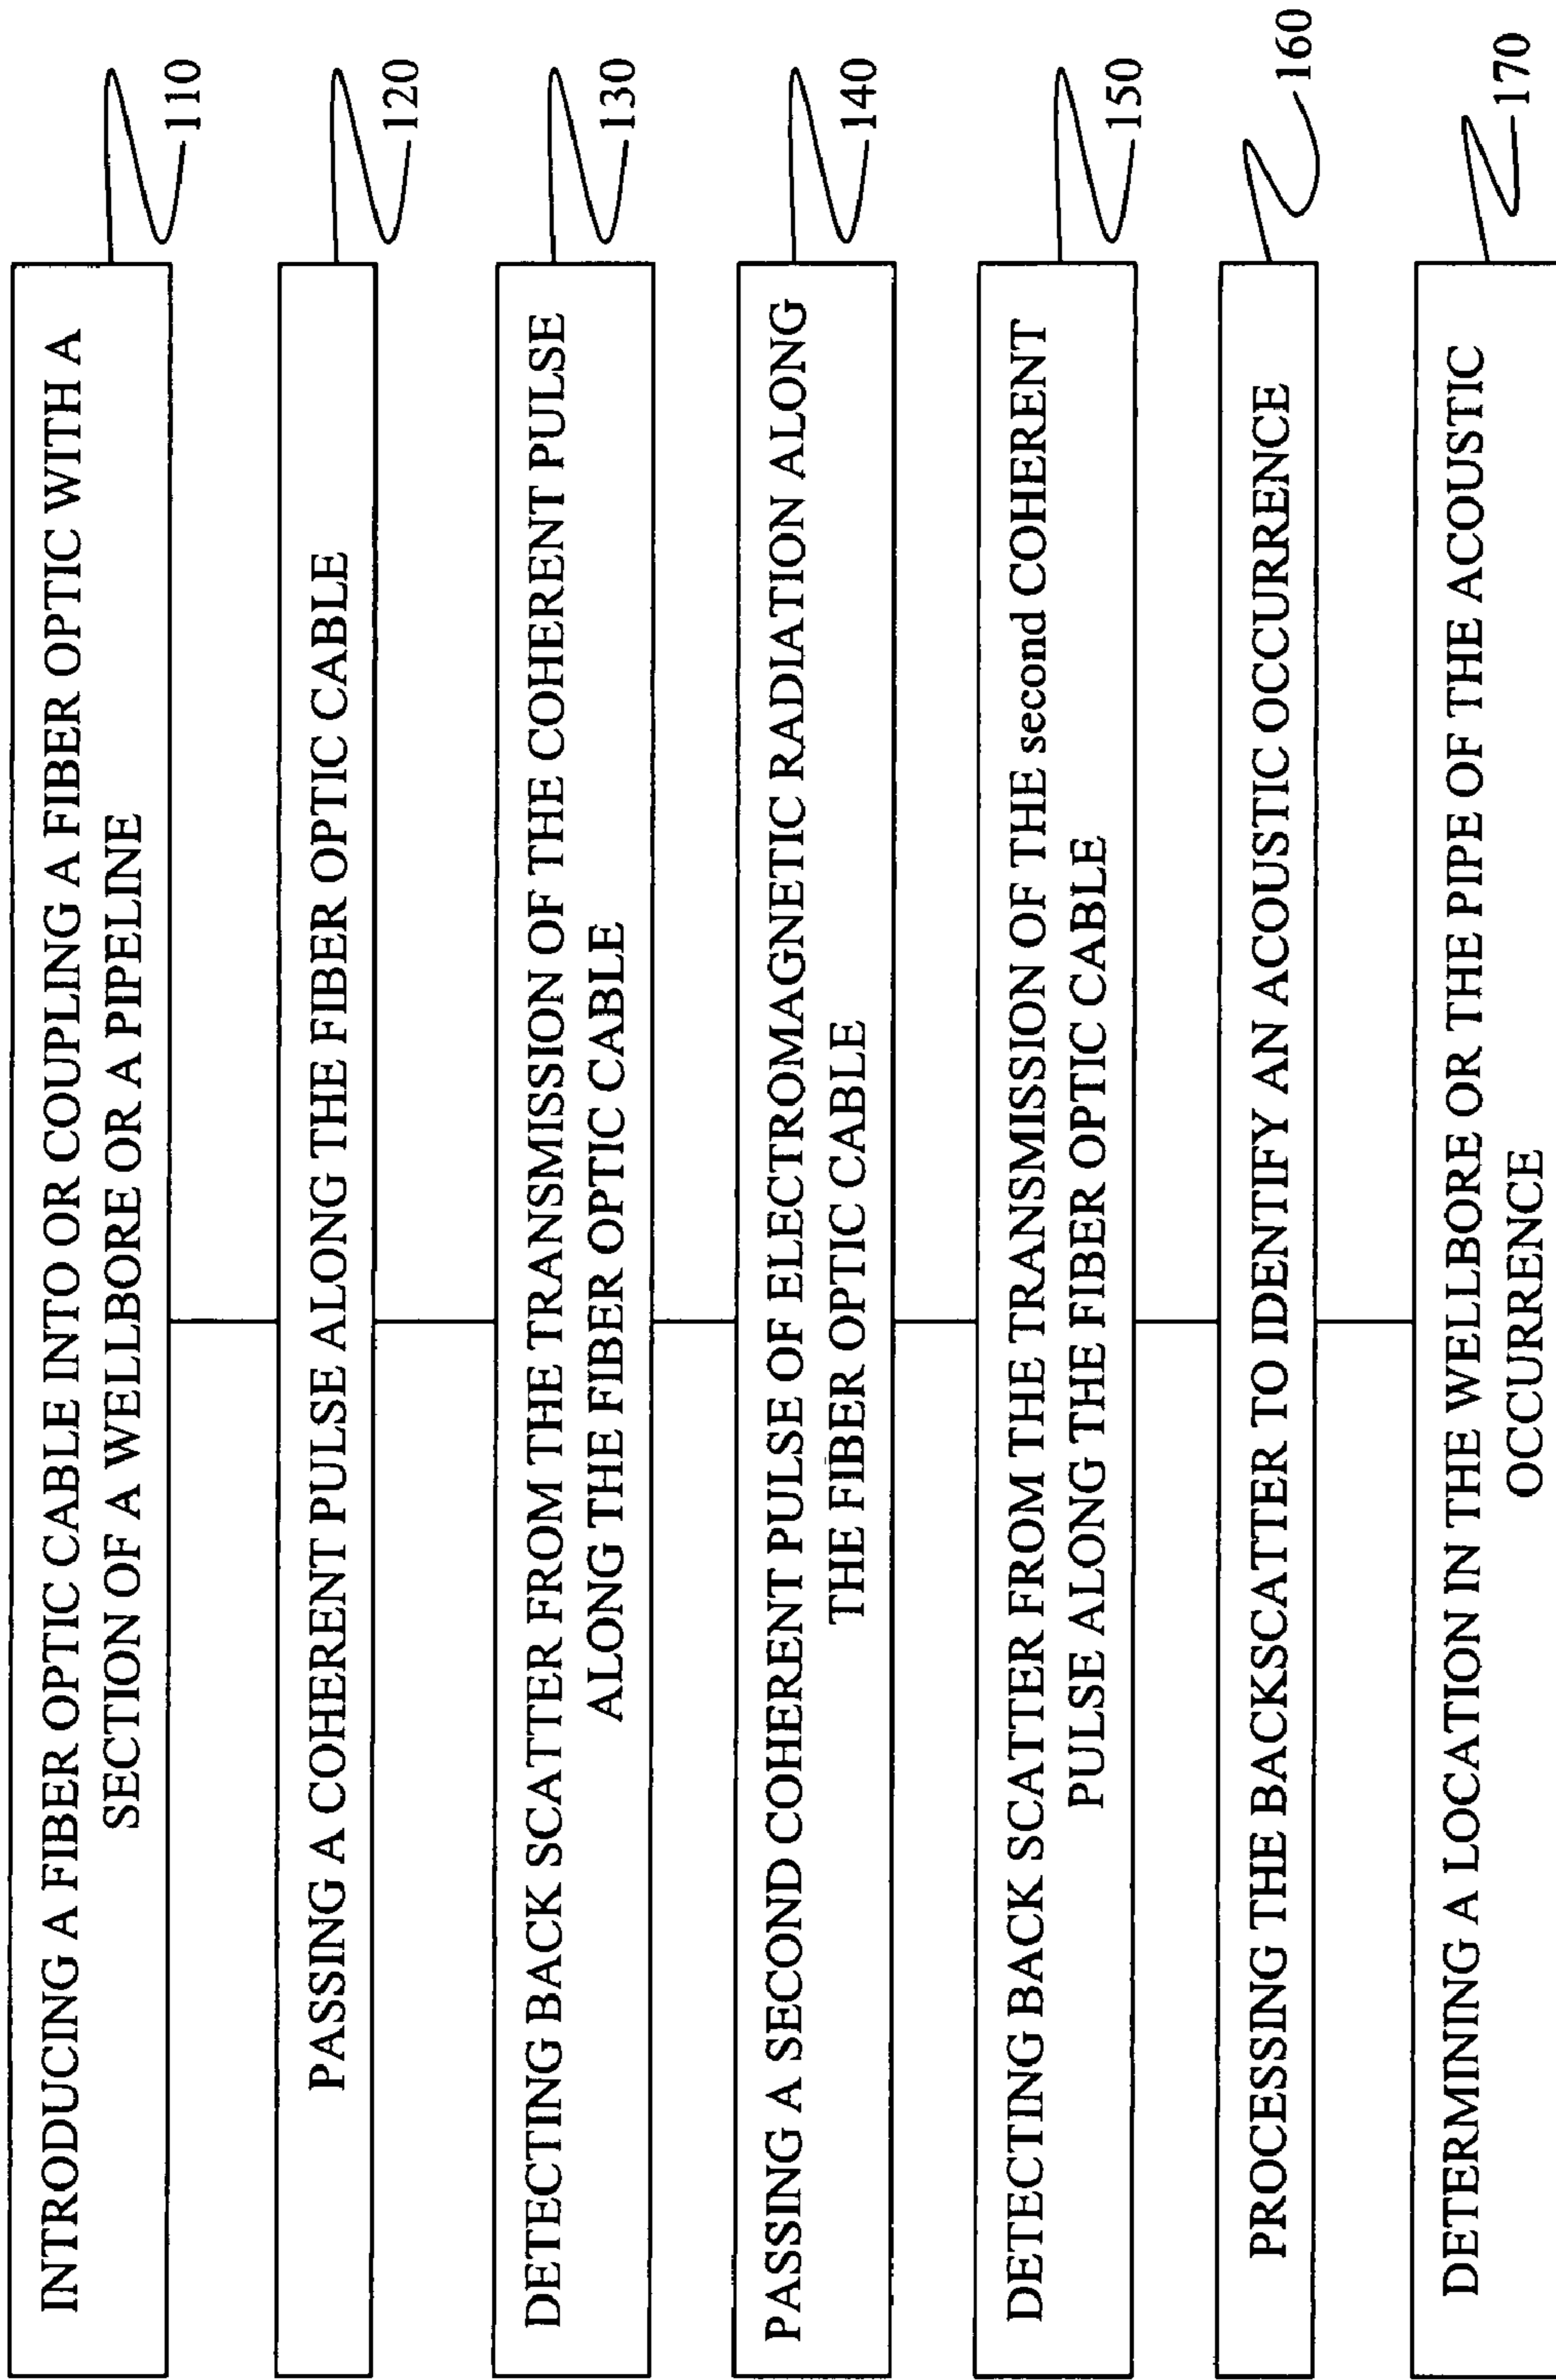 INTRODUCING A FIBER OPTIC CABLE INTO OR COUPLING A FIBER OPTIC WITH A
SECTION OF A WELLBORE OR A PIPELINE
110
PASSING A COHERENT PULSE ALONG THE FIBER OPTIC CABLE
120
DETECTING BACK SCATTER FROM THE TRANSMISSION OF THE COHERENT PULSE
ALONG THE FIBER OPTIC CABLE
130
PASSING A SECOND COHERENT PULSE OF ELECTROMAGNETIC RADIATION ALONG
THE FIBER OPTIC CABLE
140
DETECTING BACK SCATTER FROM THE TRANSMISSION OF THE second COHERENT
PULSE ALONG THE FIBER OPTIC CABLE
150
PROCESSING THE BACKSCATTER TO IDENTIFY AN ACOUSTIC OCCURRENCE
160
DETERMINING A LOCATION IN THE WELLBORE OR THE PIPE OF THE ACOUSTIC
OCCURRENCE
170